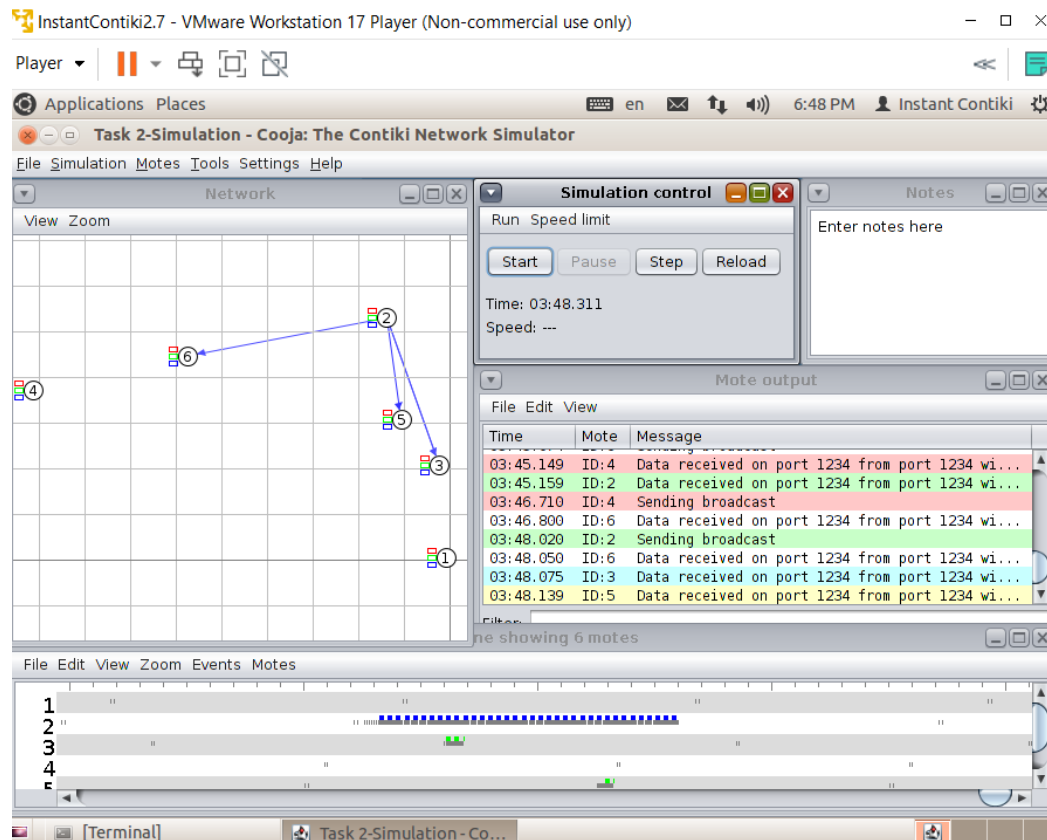 InstantContiki2.7 - VMware Workstation 17 Player (Non-commercial use only)
Player
Applications Places en 6:48 PM Instant Contiki
Task 2-Simulation - Cooja: The Contiki Network Simulator
File Simulation Motes Tools Settings Help
Network
View Zoom
2
6
4
5
3
1
Simulation control
Run Speed limit
Start Pause Step Reload
Time: 03:48.311
Speed: ---
Notes
Enter notes here
Mote output
File Edit View
Time Mote Message
03:45.149 ID:4 Data received on port 1234 from port 1234 wi...
03:45.159 ID:2 Data received on port 1234 from port 1234 wi...
03:46.710 ID:4 Sending broadcast
03:46.800 ID:6 Data received on port 1234 from port 1234 wi...
03:48.020 ID:2 Sending broadcast
03:48.050 ID:6 Data received on port 1234 from port 1234 wi...
03:48.075 ID:3 Data received on port 1234 from port 1234 wi...
03:48.139 ID:5 Data received on port 1234 from port 1234 wi...
Filter:
ne showing 6 motes
File Edit View Zoom Events Motes
1
2
3
4
5
[Terminal] Task 2-Simulation - Co...